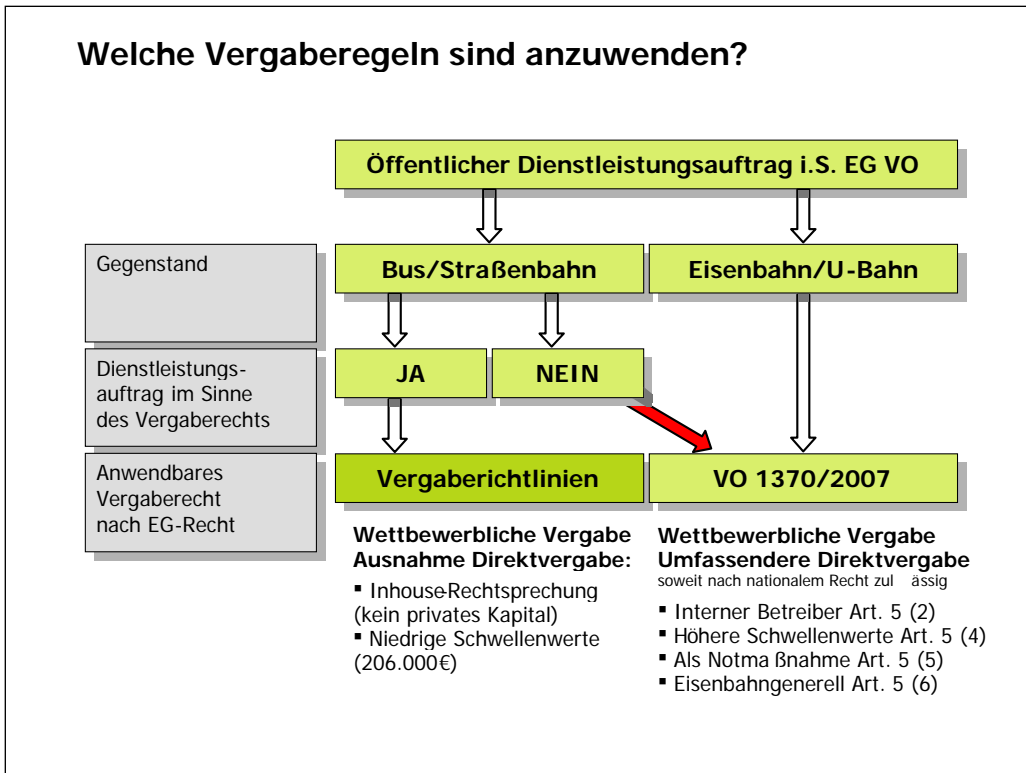 Welche Vergaberegeln sind anzuwenden?
Öffentlicher Dienstleistungsauftrag i.S. EG VO
Gegenstand
Bus/Straßenbahn
Eisenbahn/U-Bahn
Dienstleistungs-
auftrag im Sinne
des Vergaberechts
JA
NEIN
Anwendbares
Vergaberecht
nach EG-Recht
Vergaberichtlinien
VO 1370/2007
Wettbewerbliche Vergabe
Ausnahme Direktvergabe:
▪ Inhouse-Rechtsprechung
(kein privates Kapital)
▪ Niedrige Schwellenwerte
(206.000€)
Wettbewerbliche Vergabe
Umfassendere Direktvergabe
soweit nach nationalem Recht zul ässig
▪ Interner Betreiber Art. 5 (2)
▪ Höhere Schwellenwerte Art. 5 (4)
▪ Als Notma ßnahme Art. 5 (5)
▪ Eisenbahngenerell Art. 5 (6)